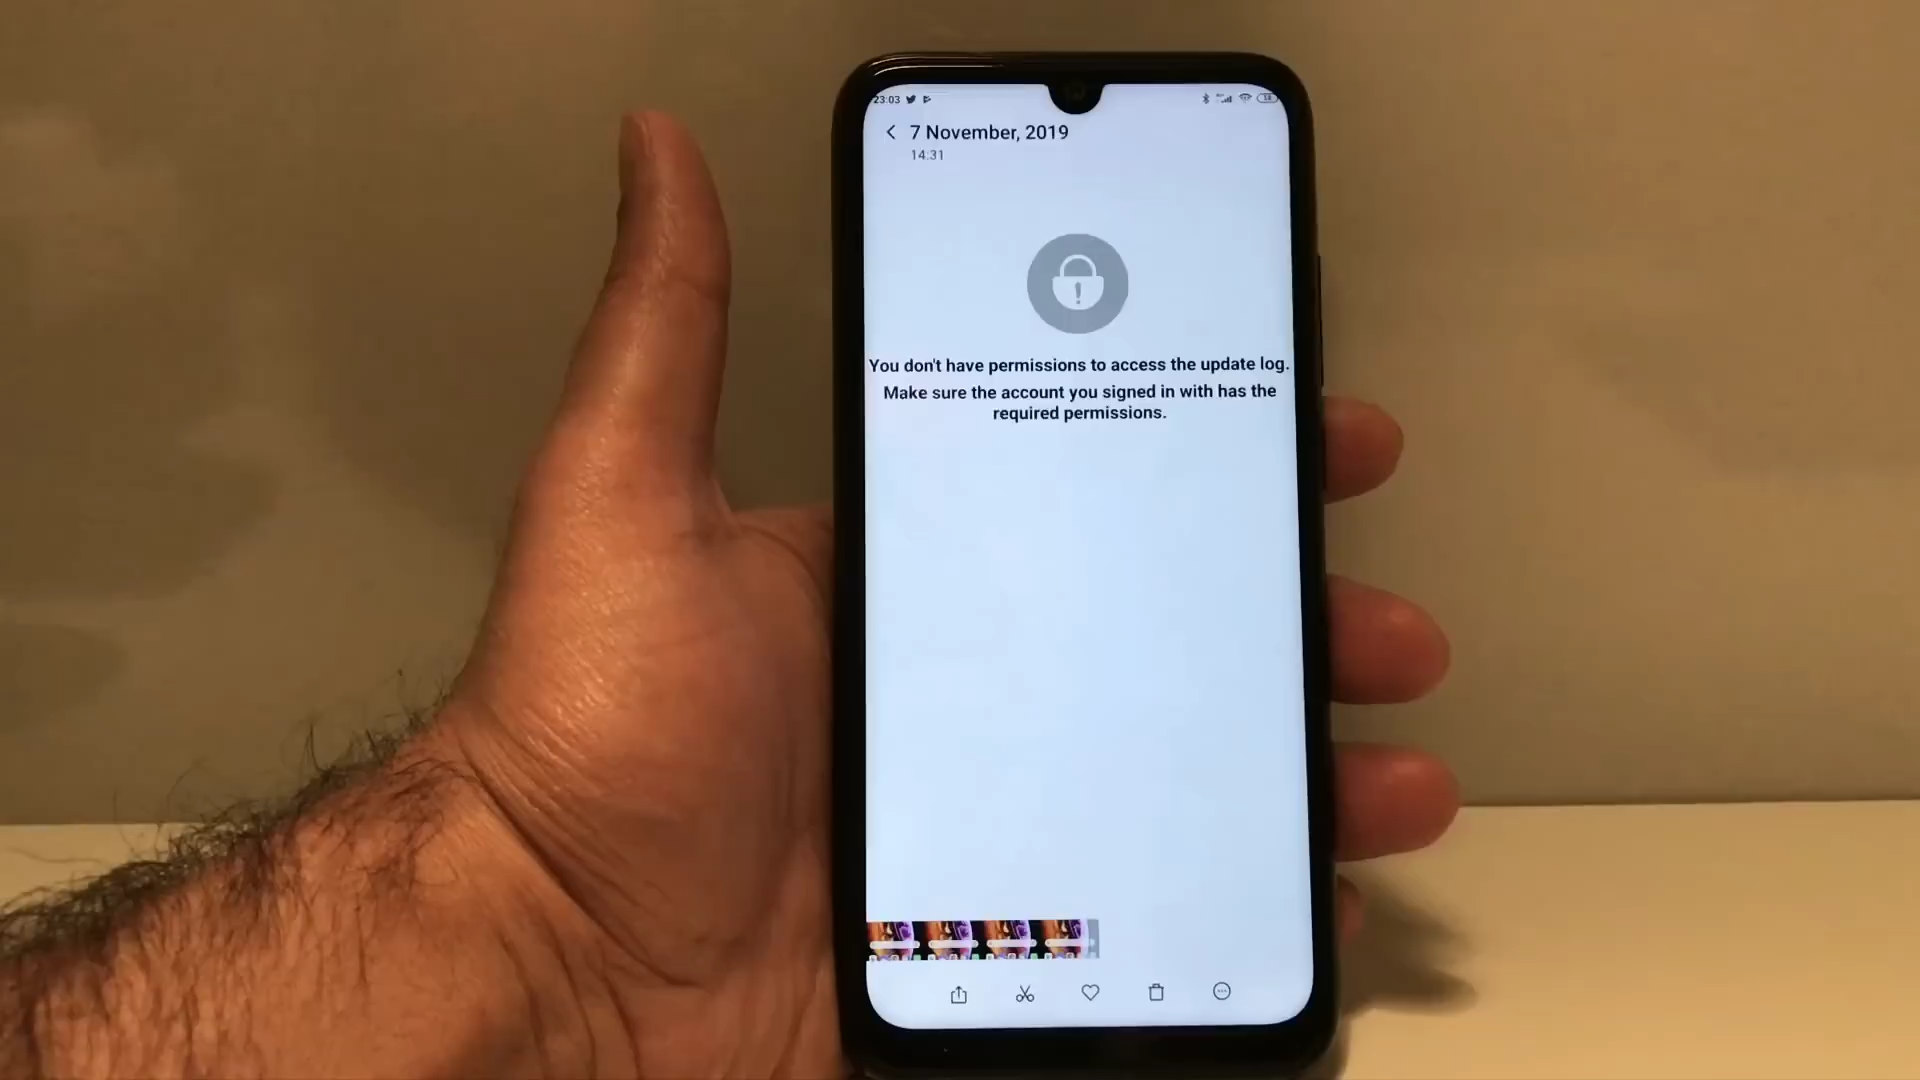 23:03
7 November, 2019
14:31
You don't have permissions to access the update log.
Make sure the account you signed in with has the
required permissions.